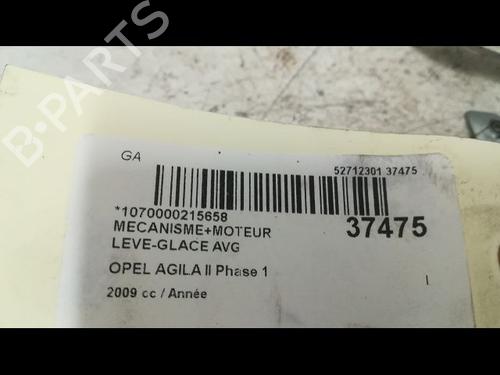 B-PARTS
GA
52712301 37475
*1070000215658
37475
MECANISME+MOTEUR
LEVE-GLACE AVG
OPEL AGILA II Phase 1
2009 cc / Année